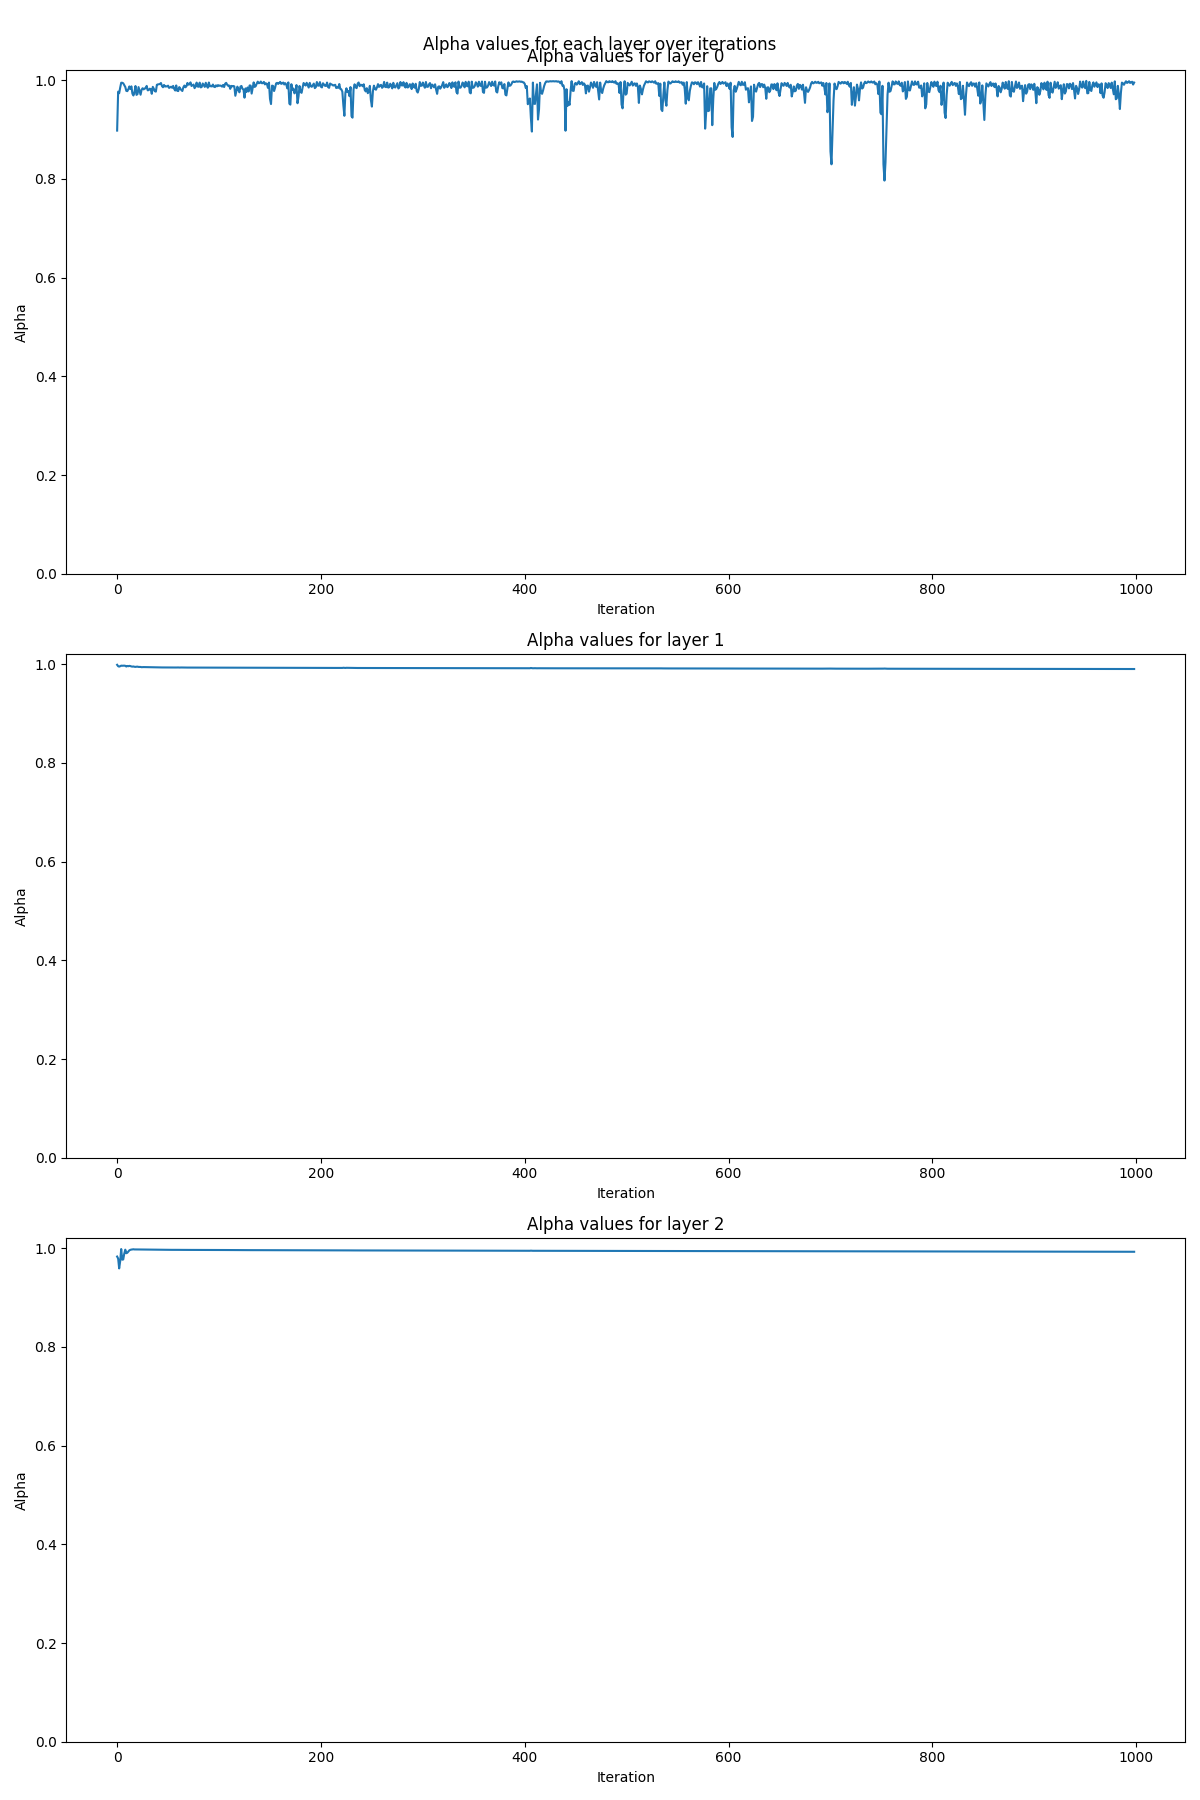 Alpha values for each layer over iterations
Alpha values for layer 0
1.0
0.8
0.6
0.4
0.2
0.0
Alpha
0 200 400 600 800 1000
Iteration
Alpha values for layer 1
1.0
0.8
0.6
0.4
0.2
0.0
Alpha
0 200 400 600 800 1000
Iteration
Alpha values for layer 2
1.0
0.8
0.6
0.4
0.2
0.0
Alpha
0 200 400 600 800 1000
Iteration